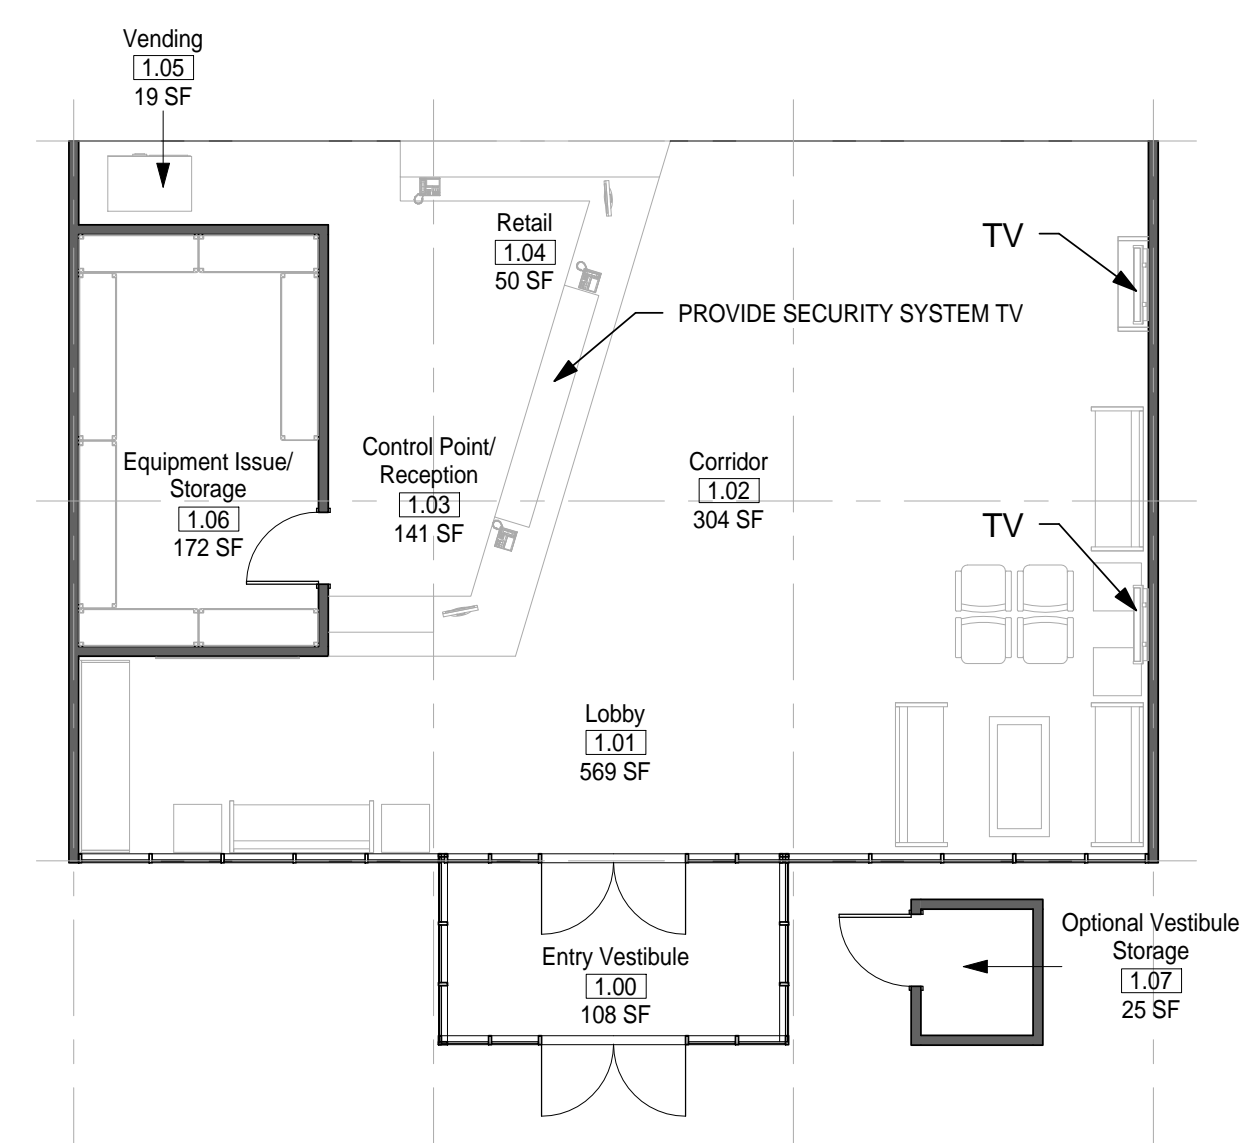 Vending
1.05
19 SF
Retail
1.04
50 SF
TV
PROVIDE SECURITY SYSTEM TV
Equipment Issue/
Storage
1.06
172 SF
Control Point/
Reception
1.03
141 SF
Corridor
1.02
304 SF
TV
Lobby
1.01
569 SF
Entry Vestibule
1.00
108 SF
Optional Vestibule
Storage
1.07
25 SF